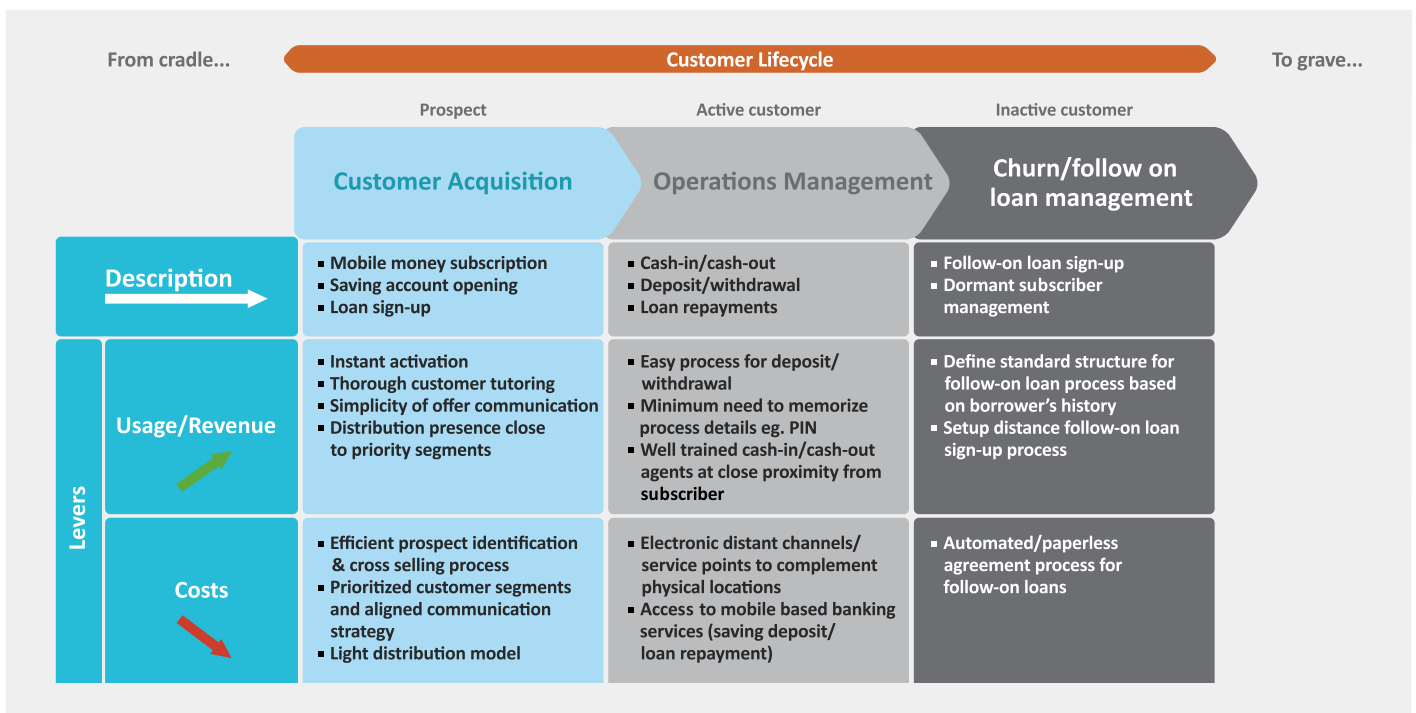 From cradle...
Customer Lifecycle
To grave...
Prospect
Active customer
Inactive customer
Customer Acquisition
Operations Management
Churn/follow on
loan management
Description
▪ Mobile money subscription
▪ Saving account opening
▪ Loan sign-up
▪ Cash-in/cash-out
▪ Deposit/withdrawal
▪ Loan repayments
▪ Follow-on loan sign-up
▪ Dormant subscriber
management
Levers
Usage/Revenue
▪ Instant activation
▪ Thorough customer tutoring
▪ Simplicity of offer communication
▪ Distribution presence close
to priority segments
▪ Easy process for deposit/
withdrawal
▪ Minimum need to memorize
process details eg. PIN
▪ Well trained cash-in/cash-out
agents at close proximity from
subscriber
▪ Define standard structure for
follow-on loan process based
on borrower's history
▪ Setup distance follow-on loan
sign-up process
Costs
▪ Efficient prospect identification
& cross selling process
▪ Prioritized customer segments
and aligned communication
strategy
▪ Light distribution model
▪ Electronic distant channels/
service points to complement
physical locations
▪ Access to mobile based banking
services (saving deposit/
loan repayment)
▪ Automated/paperless
agreement process for
follow-on loans